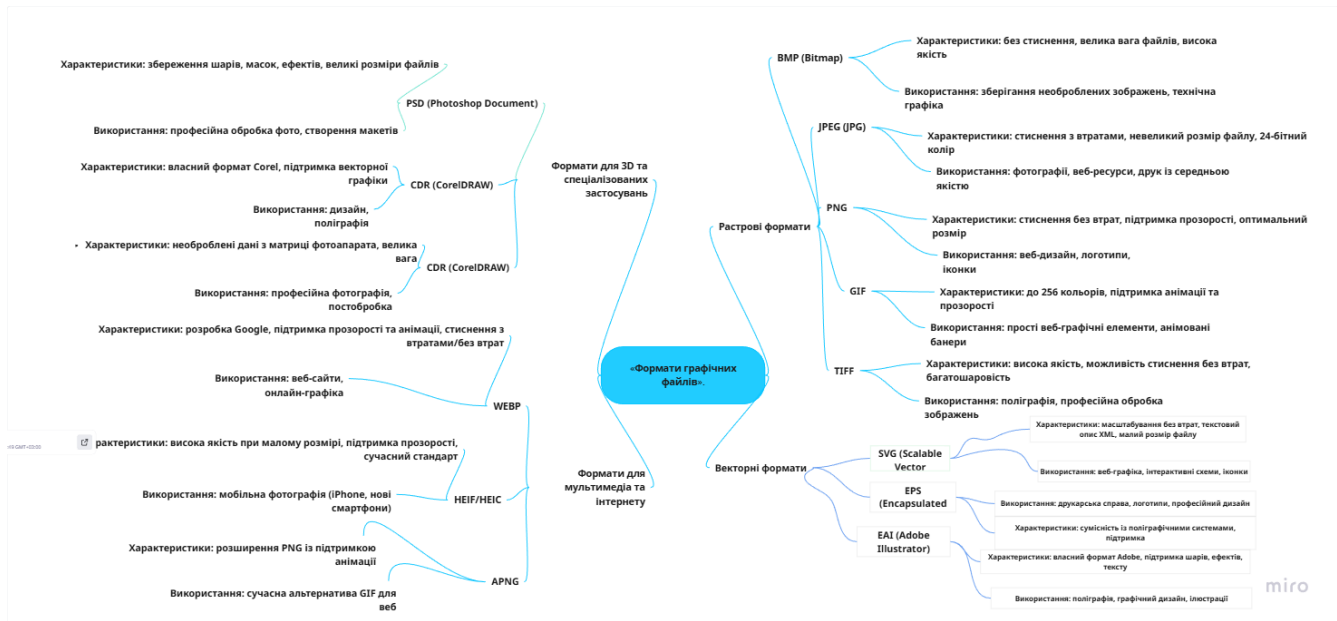 Характеристики: збереження шарів, масок, ефектів, великі розміри файлів
PSD (Photoshop Document)
Використання: професійна обробка фото, створення макетів
Характеристики: власний формат Corel, підтримка векторної
графіки
CDR (CorelDRAW)
Використання: дизайн,
поліграфія
• Характеристики: необроблені дані з матриці фотоапарата, велика
вага
CDR (CorelDRAW)
Використання: професійна фотографія,
постобробка
Формати для 3D та
спеціалізованих
застосувань
Характеристики: розробка Google, підтримка прозорості та анімації, стиснення з
втратами/без втрат
Використання: веб-сайти,
онлайн-графіка
WEBP
рактеристики: висока якість при малому розмірі, підтримка прозорості,
сучасний стандарт
HEIF/HEIC
Використання: мобільна фотографія (iPhone, нові
смартфони)
Характеристики: розширення PNG із підтримкою
анімації
APNG
Використання: сучасна альтернатива GIF для
веб
Формати для
мультимедіа та
інтернету
«Формати графічних
файлів».
Растрові формати
BMP (Bitmap)
Характеристики: без стиснення, велика вага файлів, висока
якість
Використання: зберігання необроблених зображень, технічна
графіка
JPEG (JPG)
Характеристики: стиснення з втратами, невеликий розмір файлу, 24-бітний
колір
Використання: фотографії, веб-ресурси, друк із середньою
якістю
PNG
Характеристики: стиснення без втрат, підтримка прозорості, оптимальний
розмір
Використання: веб-дизайн, логотипи,
іконки
GIF
Характеристики: до 256 кольорів, підтримка анімації та
прозорості
Використання: прості веб-графічні елементи, анімовані
банери
TIFF
Характеристики: висока якість, можливість стиснення без втрат,
багатошаровість
Використання: поліграфія, професійна обробка
зображень
Векторні формати
SVG (Scalable
Vector
Характеристики: масштабування без втрат, текстовий
опис XML, малий розмір файлу
Використання: веб-графіка, інтерактивні схеми, іконки
EPS
(Encapsulated
Використання: друкарська справа, логотипи, професійний дизайн
Характеристики: сумісність із поліграфічними системами,
підтримка
EAI (Adobe
Illustrator)
Характеристики: власний формат Adobe, підтримка шарів, ефектів,
тексту
Використання: поліграфія, графічний дизайн, ілюстрації
miro